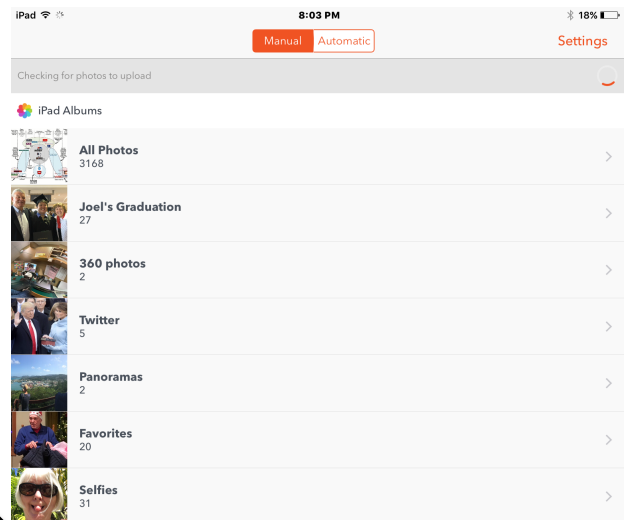 iPad 8:03 PM 18%
Manual Automatic Settings
Checking for photos to upload
iPad Albums
All Photos
3168
Joel's Graduation
27
360 photos
2
Twitter
5
Panoramas
2
Favorites
20
Selfies
31